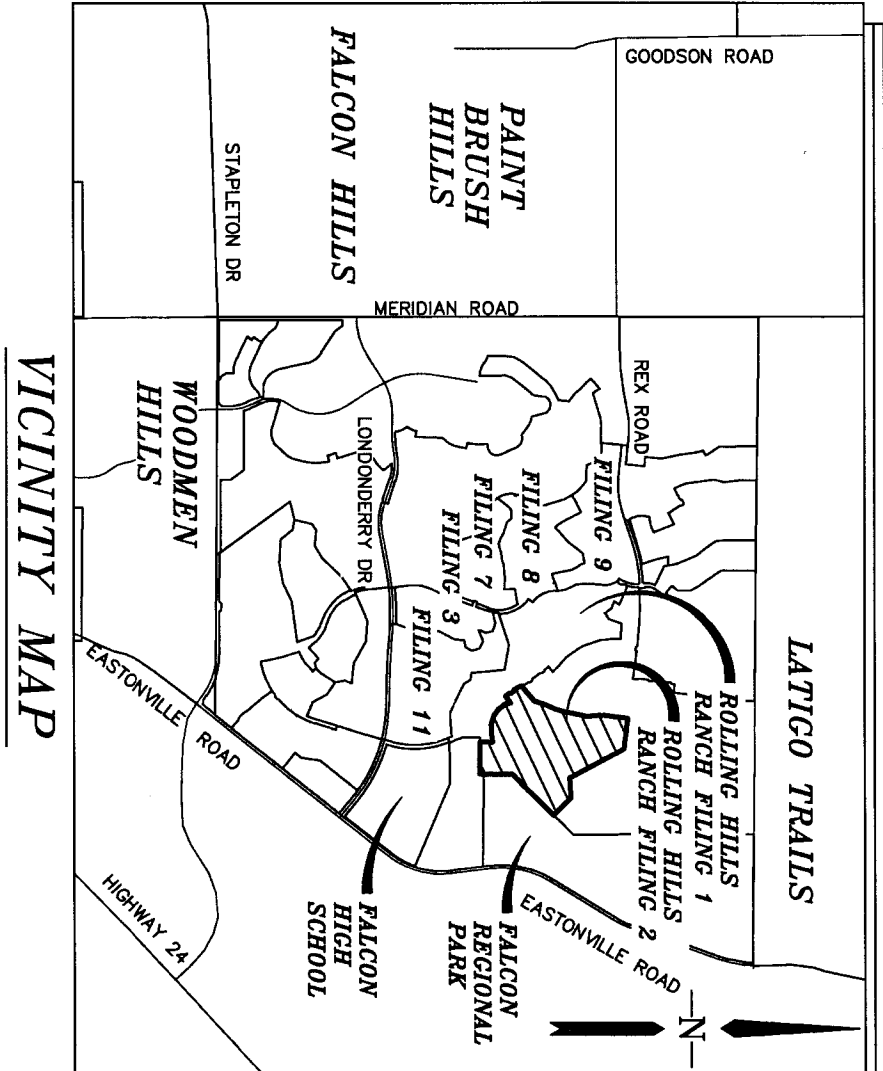 GOODSON ROAD
PAINT
BRUSH
HILLS
FALCON HILLS
STAPLETON DR
MERIDIAN ROAD
REX ROAD
LATIGO TRAILS
WOODMEN
HILLS
LONDONDERRY DR
FILING 9
FILING 8
FILING 7
FILING 3
FILING 11
ROLLING HILLS
RANCH FILING 1
ROLLING HILLS
RANCH FILING 2
EASTONVILLE ROAD
EASTONVILLE ROAD
HIGHWAY 24
FALCON
REGIONAL
PARK
FALCON
HIGH
SCHOOL
N
VICINITY MAP